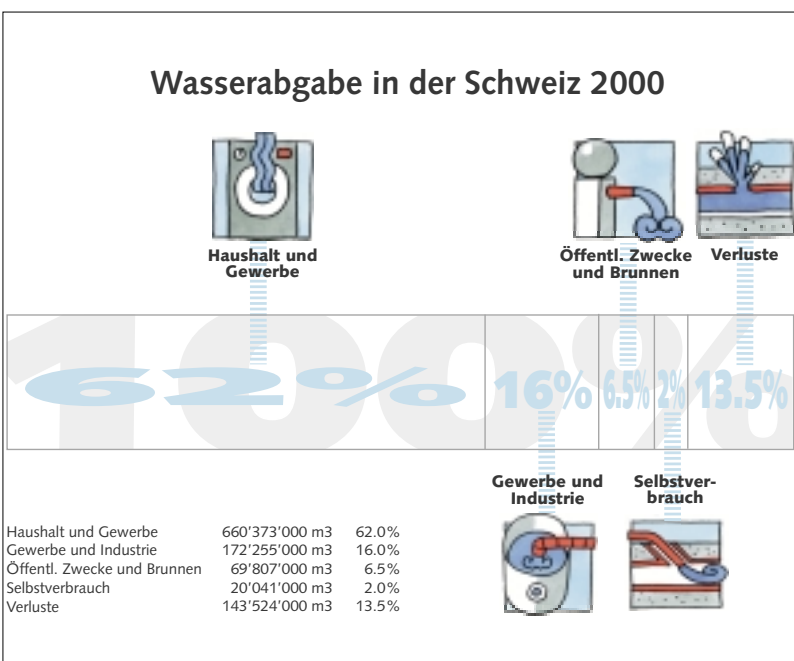 Wasserabgabe in der Schweiz 2000
Haushalt und
Gewerbe
Öffentl. Zwecke
und Brunnen
Verluste
100%
62%
16%
6.5%
2%
13.5%
Gewerbe und
Industrie
Selbstver-
brauch
Haushalt und Gewerbe 660'373'000 m3 62.0%
Gewerbe und Industrie 172'255'000 m3 16.0%
Öffentl. Zwecke und Brunnen 69'807'000 m3 6.5%
Selbstverbrauch 20'041'000 m3 2.0%
Verluste 143'524'000 m3 13.5%